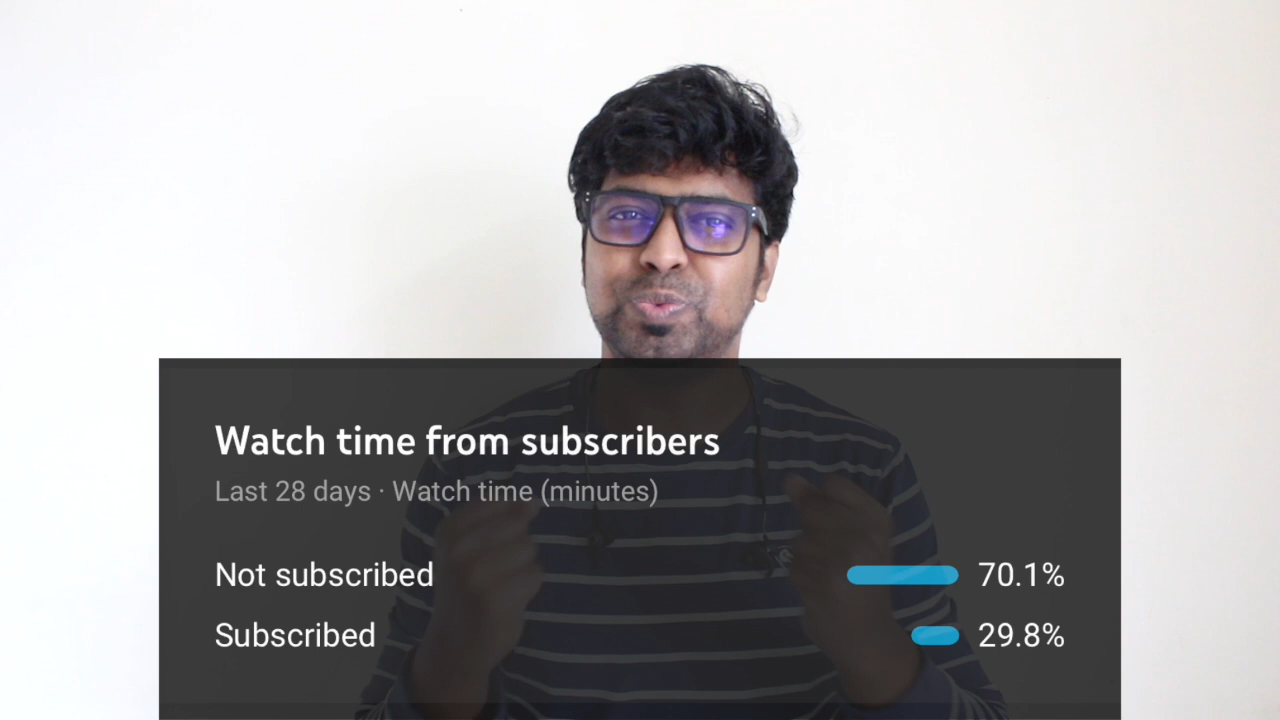 Watch time from subscribers
Last 28 days · Watch time (minutes)
Not subscribed 70.1%
Subscribed 29.8%